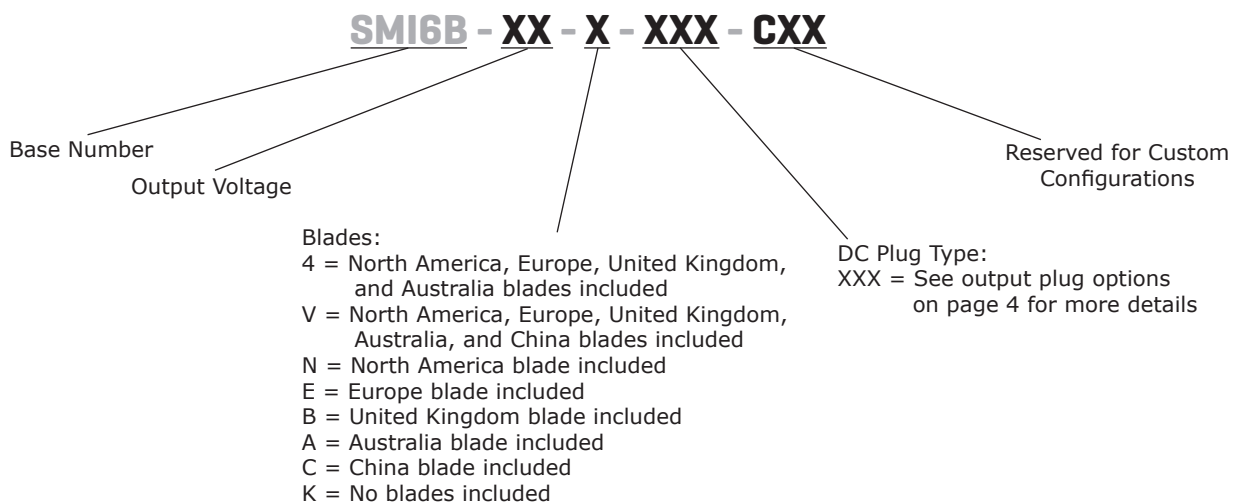 SMI6B - XX - X - XXX - CXX
Base Number
Output Voltage
Blades:
4 = North America, Europe, United Kingdom,
and Australia blades included
V = North America, Europe, United Kingdom,
Australia, and China blades included
N = North America blade included
E = Europe blade included
B = United Kingdom blade included
A = Australia blade included
C = China blade included
K = No blades included
DC Plug Type:
XXX = See output plug options
on page 4 for more details
Reserved for Custom
Configurations